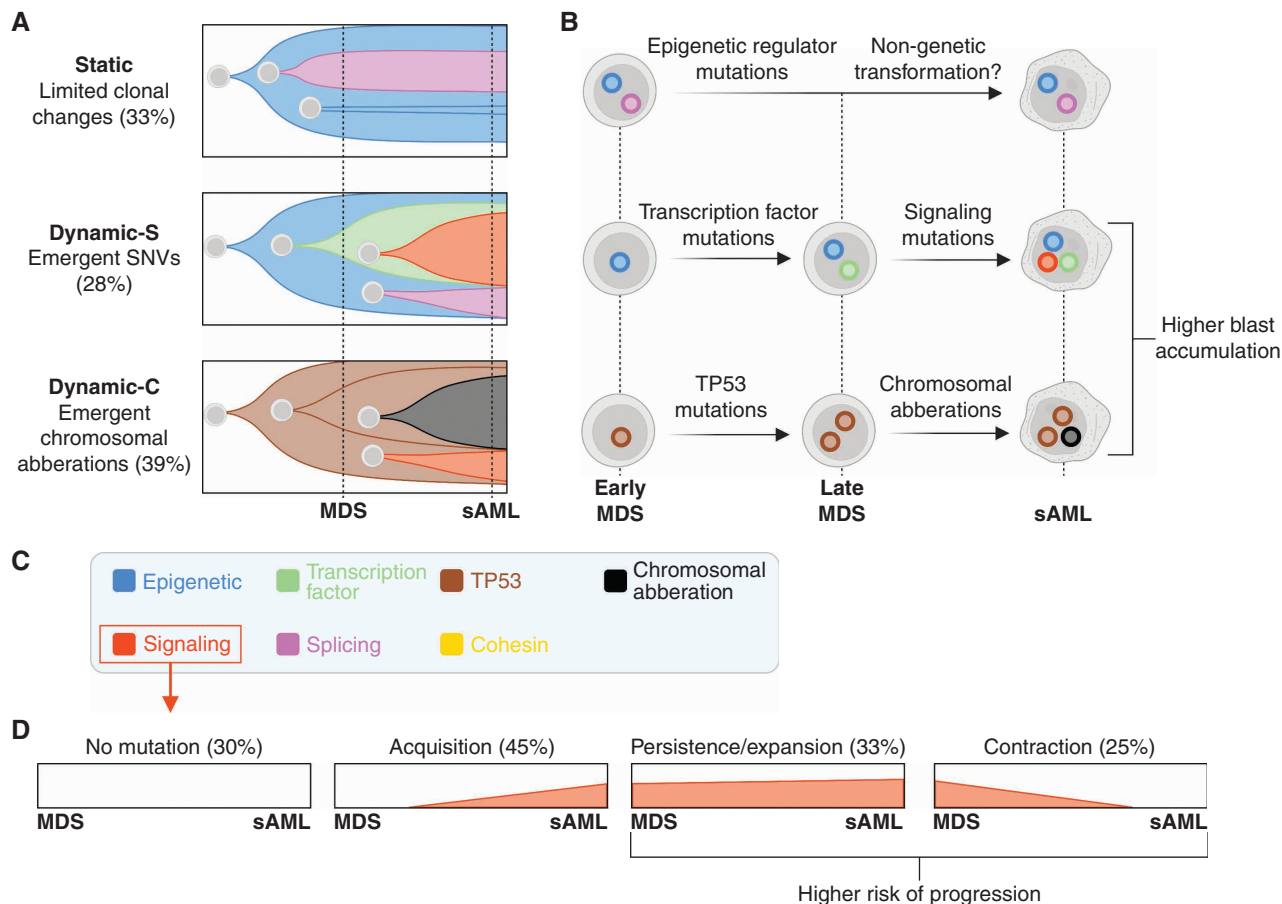 A
Static
Limited clonal
changes (33%)
Dynamic-S
Emergent SNVs
(28%)
Dynamic-C
Emergent
chromosomal
abberations (39%)
MDS
sAML
B
Epigenetic regulator
mutations
Non-genetic
transformation?
Transcription factor
mutations
Signaling
mutations
TP53
mutations
Chromosomal
abberations
Higher blast
accumulation
Early
MDS
Late
MDS
sAML
C
Epigenetic
Transcription
factor
TP53
Chromosomal
abberation
Signaling
Splicing
Cohesin
D
No mutation (30%)
MDS
sAML
Acquisition (45%)
MDS
sAML
Persistence/expansion (33%)
MDS
sAML
Contraction (25%)
MDS
sAML
Higher risk of progression